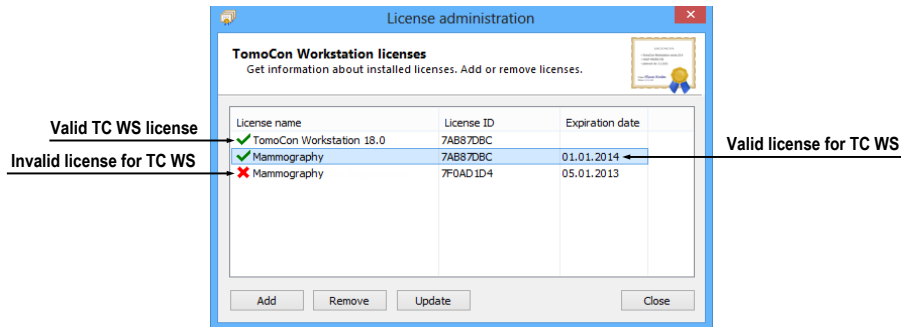 License administration
TomoCon Workstation licenses
Get information about installed licenses. Add or remove licenses.
License name License ID Expiration date
Valid TC WS license
TomoCon Workstation 18.0 7AB87DBC
Mammography 7AB87DBC 01.01.2014
Valid license for TC WS
Invalid license for TC WS
Mammography 7F0AD1D4 05.01.2013
Add Remove Update Close